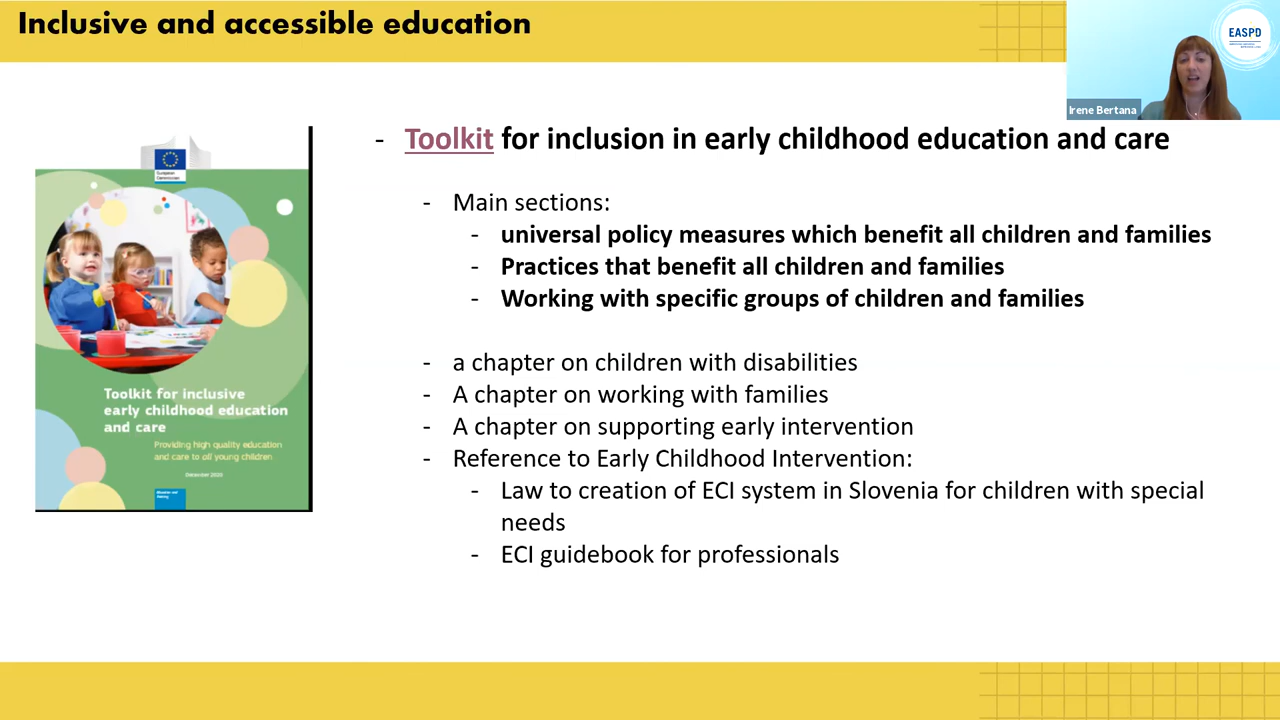 Inclusive and accessible education
EASPD
Irene Bertana
- Toolkit for inclusion in early childhood education and care
- Main sections:
- universal policy measures which benefit all children and families
- Practices that benefit all children and families
- Working with specific groups of children and families
- a chapter on children with disabilities
- A chapter on working with families
- A chapter on supporting early intervention
- Reference to Early Childhood Intervention:
- Law to creation of ECI system in Slovenia for children with special
needs
- ECI guidebook for professionals
European
Commission
Toolkit for inclusive
early childhood education
and care
Providing high quality education
and care to all young children